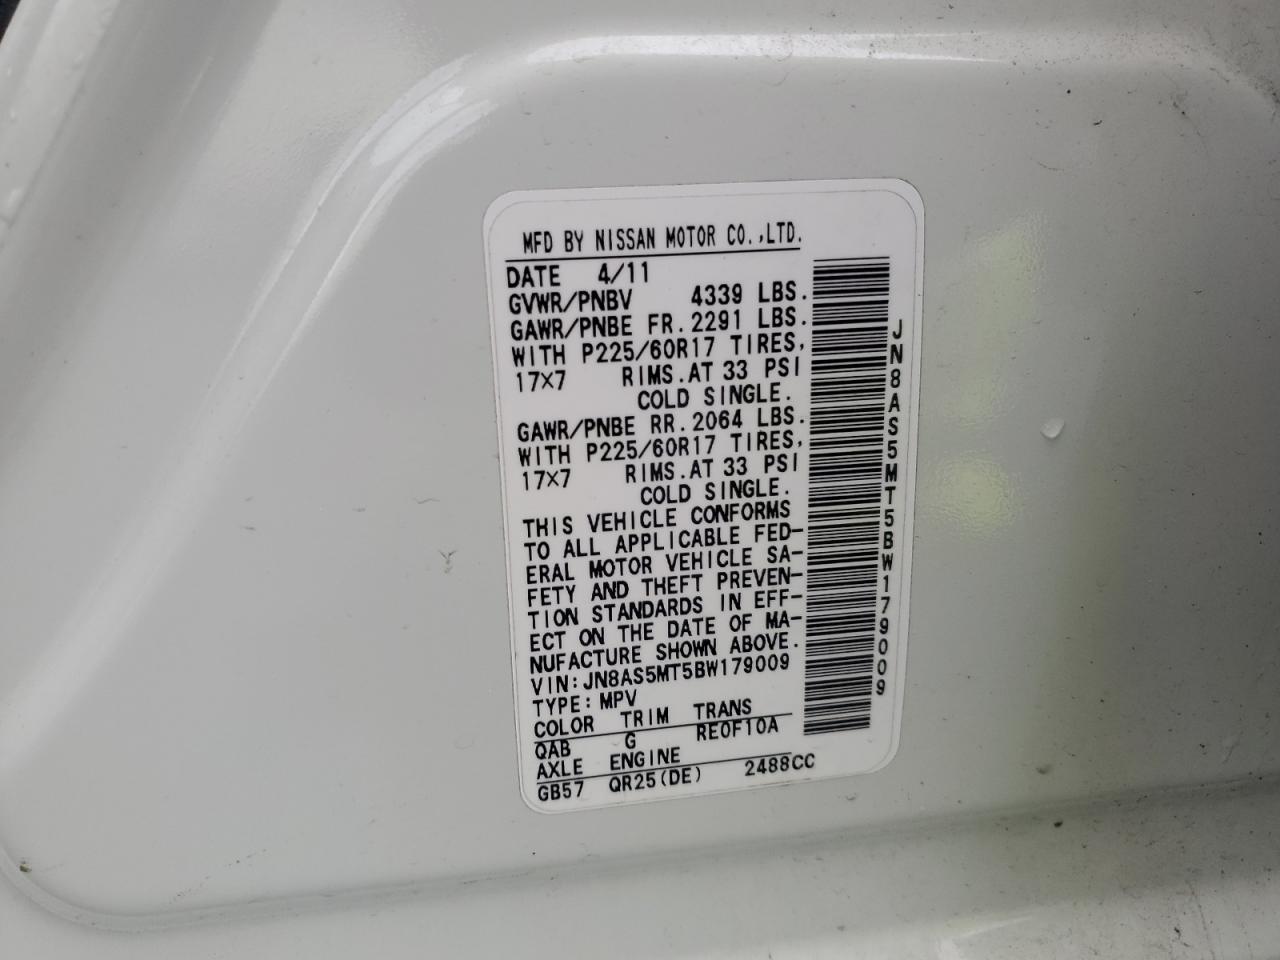 MFD BY NISSAN MOTOR CO.,LTD.
DATE 4/11
GVWR/PNBV 4339 LBS.
GAWR/PNBE FR.2291 LBS.
WITH P225/60R17 TIRES,
17×7 RIMS.AT 33 PSI
COLD SINGLE.
GAWR/PNBE RR.2064 LBS.
WITH P225/60R17 TIRES,
17×7 RIMS.AT 33 PSI
COLD SINGLE.
THIS VEHICLE CONFORMS
TO ALL APPLICABLE FED-
ERAL MOTOR VEHICLE SA-
FETY AND THEFT PREVEN-
TION STANDARDS IN EFF-
ECT ON THE DATE OF MA-
NUFACTURE SHOWN ABOVE.
VIN:JN8AS5MT5BW179009
TYPE:MPV
COLOR TRIM TRANS
QAB G RE0F10A
AXLE ENGINE
GB57 QR25(DE) 2488CC
JN8AS5MT5BW179009